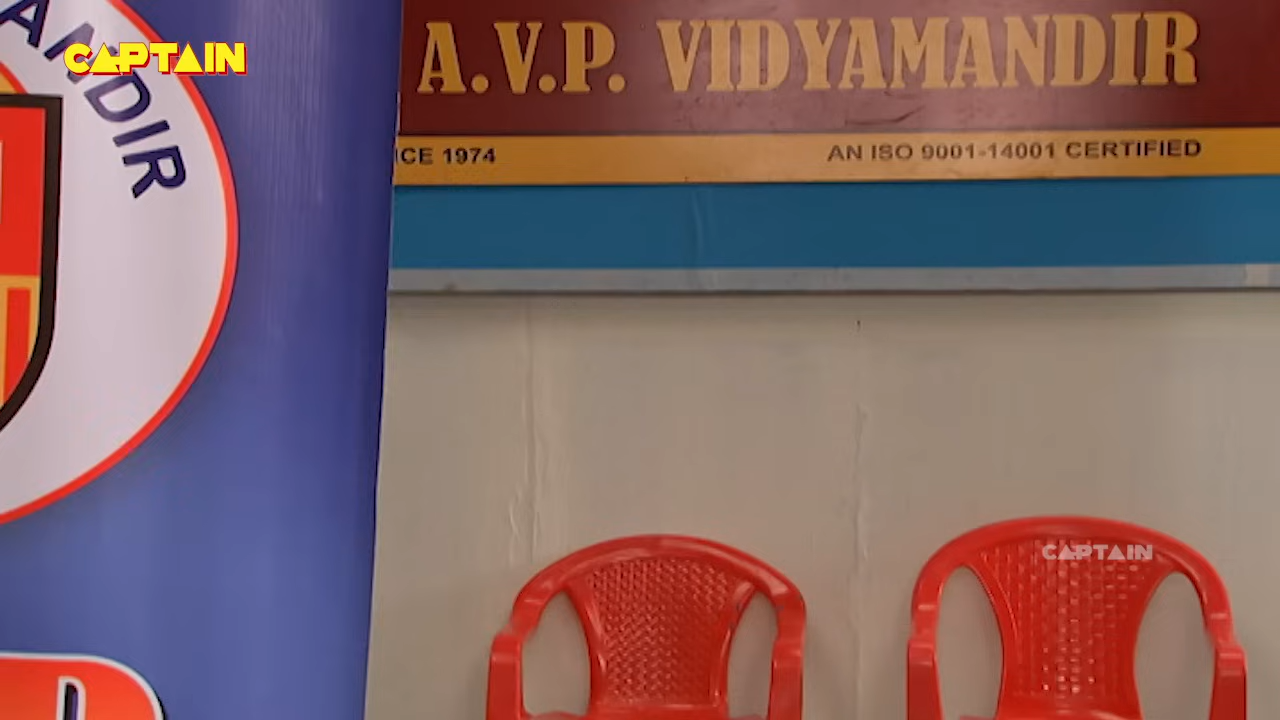 CAPTAIN
ANDIR
A.V.P. VIDYAMANDIR
ICE 1974
AN ISO 9001-14001 CERTIFIED
CAPTAIN